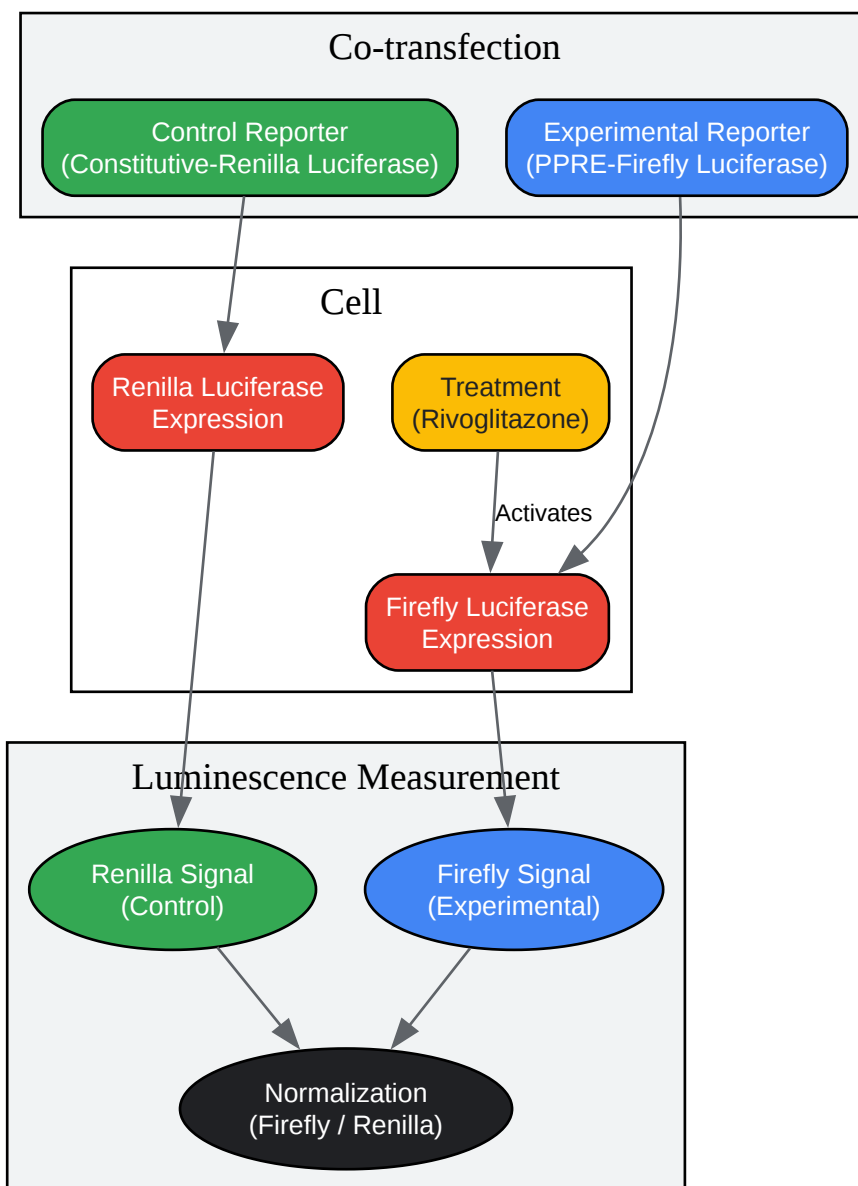 Co-transfection
Control Reporter
(Constitutive-Renilla Luciferase)
Experimental Reporter
(PPRE-Firefly Luciferase)
Cell
Renilla Luciferase
Expression
Treatment
(Rivoglitazone)
Activates
Firefly Luciferase
Expression
Luminescence Measurement
Renilla Signal
(Control)
Firefly Signal
(Experimental)
Normalization
(Firefly / Renilla)